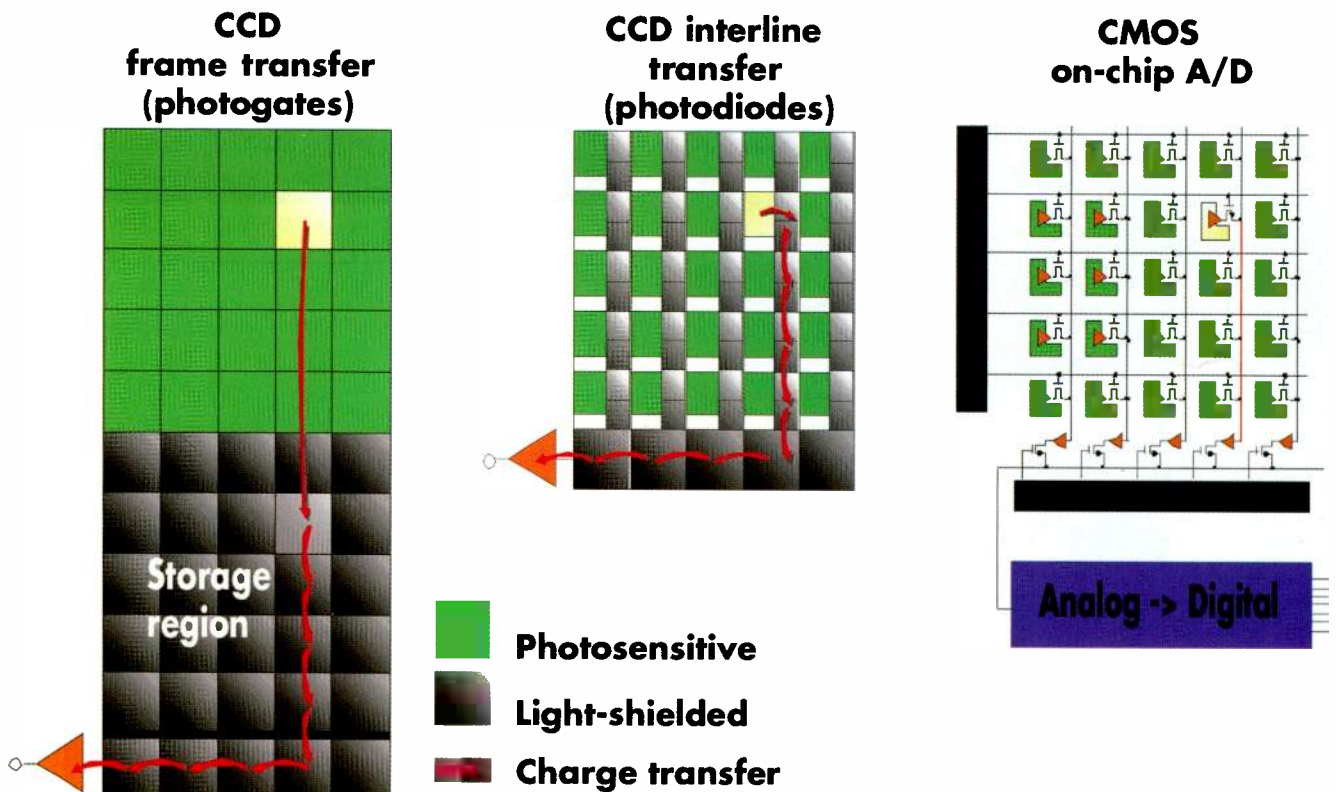 CCD
frame transfer
(photogates)
CCD interline
transfer
(photodiodes)
CMOS
on-chip A/D
Storage
region
Analog -> Digital
Photosensitive
Light-shielded
Charge transfer